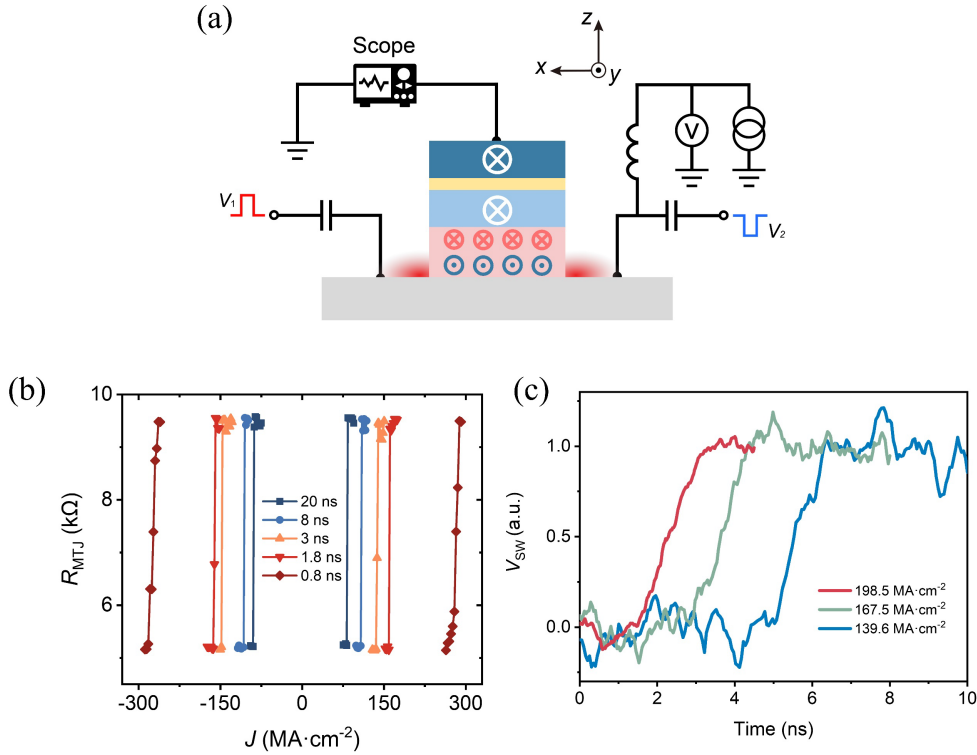 (a)
Scope
z
x
y
V
V₁
V₂
(b)
(c)
10
8
6
R_MTJ (kΩ)
20 ns
8 ns
3 ns
1.8 ns
0.8 ns
-300 -150 0 150 300
J (MA·cm⁻²)
1.0
0.5
0.0
V_SW (a.u.)
198.5 MA·cm⁻²
167.5 MA·cm⁻²
139.6 MA·cm⁻²
0 2 4 6 8 10
Time (ns)